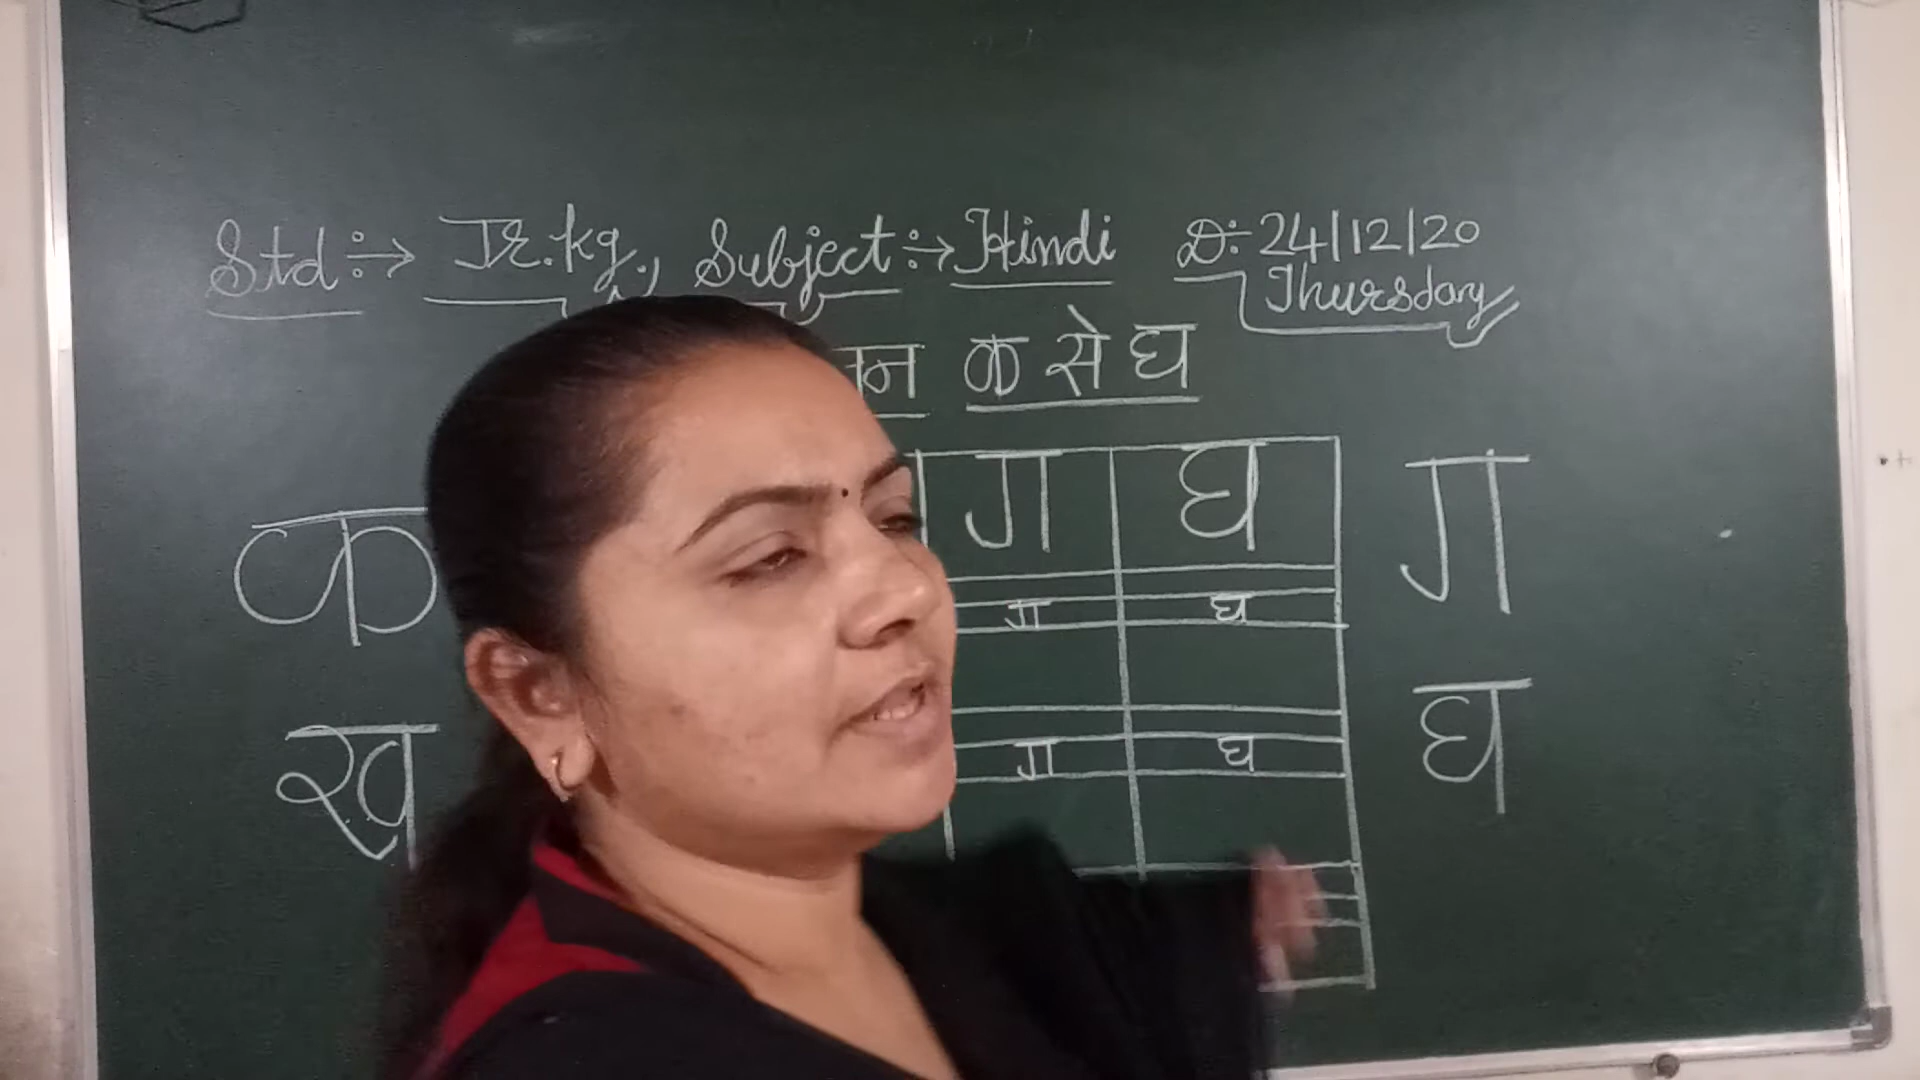 Std :-> Jr.kg., Subject :-> Hindi D:- 24/12/20
Thursday
क से घ
ग घ
क ग
ग घ
ख घ
ग घ